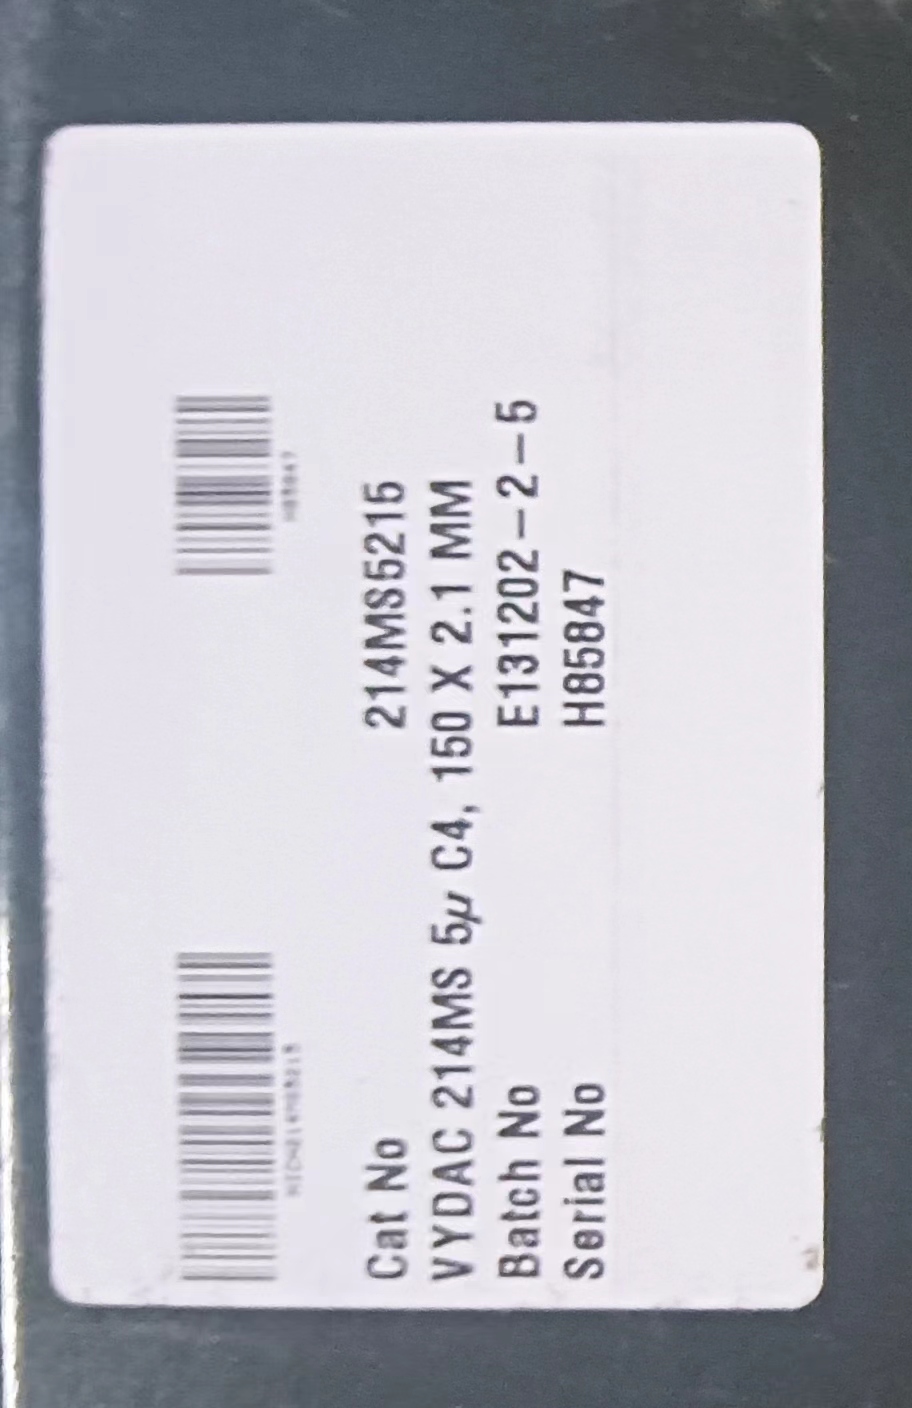 Cat No 214MS5215
VYDAC 214MS 5µ C4, 150 X 2.1 MM
Batch No E131202-2-5
Serial No H85847